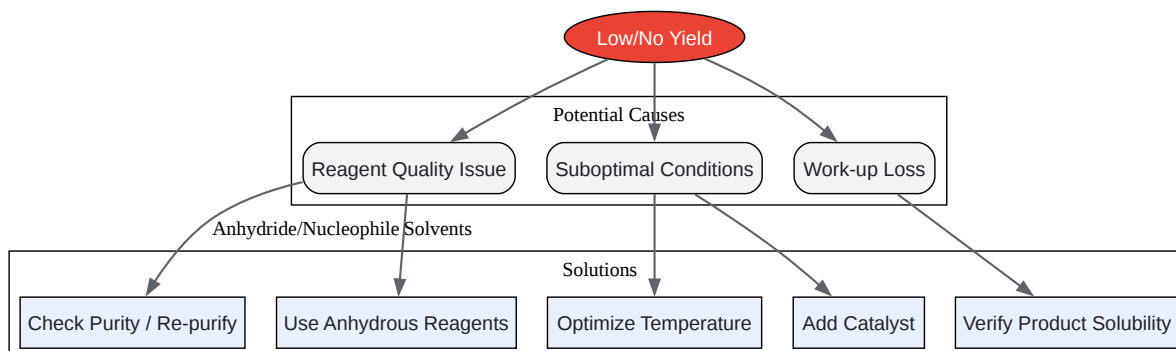 Low/No Yield
Potential Causes
Reagent Quality Issue
Suboptimal Conditions
Work-up Loss
Anhydride/Nucleophile
Solvents
Solutions
Check Purity / Re-purify
Use Anhydrous Reagents
Optimize Temperature
Add Catalyst
Verify Product Solubility